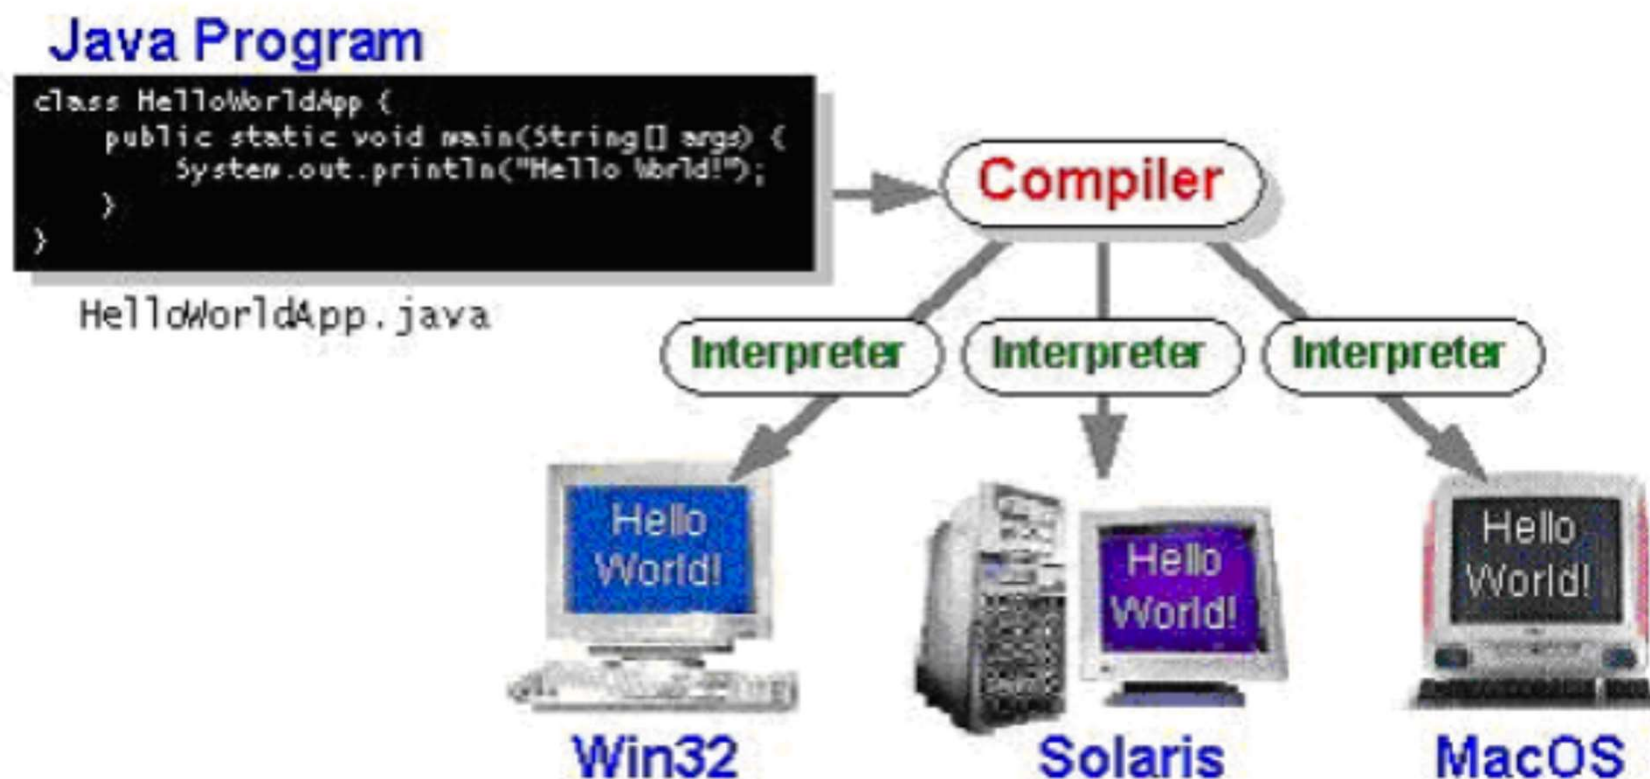 Java Program
class HelloWorldApp {
public static void main(String[] args) {
System.out.println("Hello World!");
}
}
HelloWorldApp.java
Compiler
Interpreter
Interpreter
Interpreter
Hello
World!
Hello
World!
Hello
World!
Win32
Solaris
MacOS